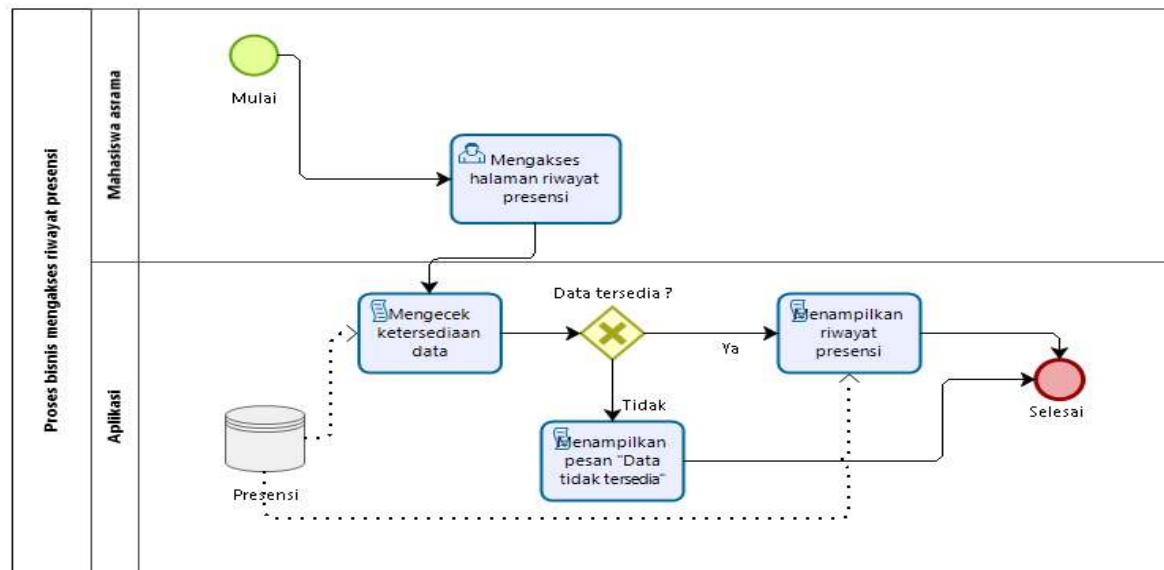 Proses bisnis mengakses riwayat presensi
Mahasiswa asrama
Mulai
Mengakses
halaman riwayat
presensi
Aplikasi
Mengecek
ketersediaan
data
Data tersedia ?
Ya
Menampilkan
riwayat
presensi
Tidak
Menampilkan
pesan "Data
tidak tersedia"
Selesai
Presensi